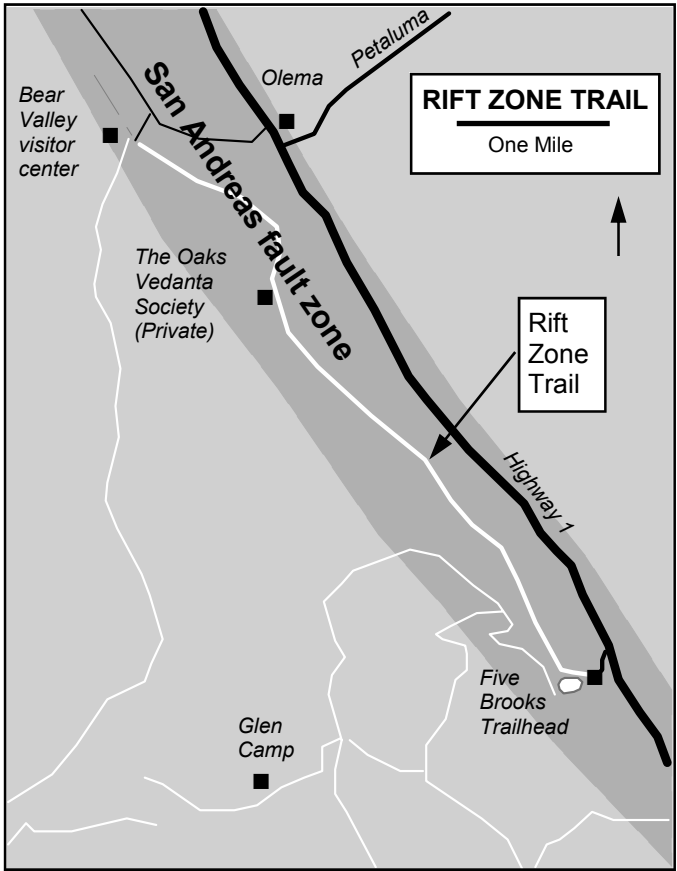 Petaluma
Olema
RIFT ZONE TRAIL
One Mile
Bear
Valley
visitor
center
San Andreas fault zone
The Oaks
Vedanta
Society
(Private)
Rift
Zone
Trail
Highway 1
Five
Brooks
Trailhead
Glen
Camp